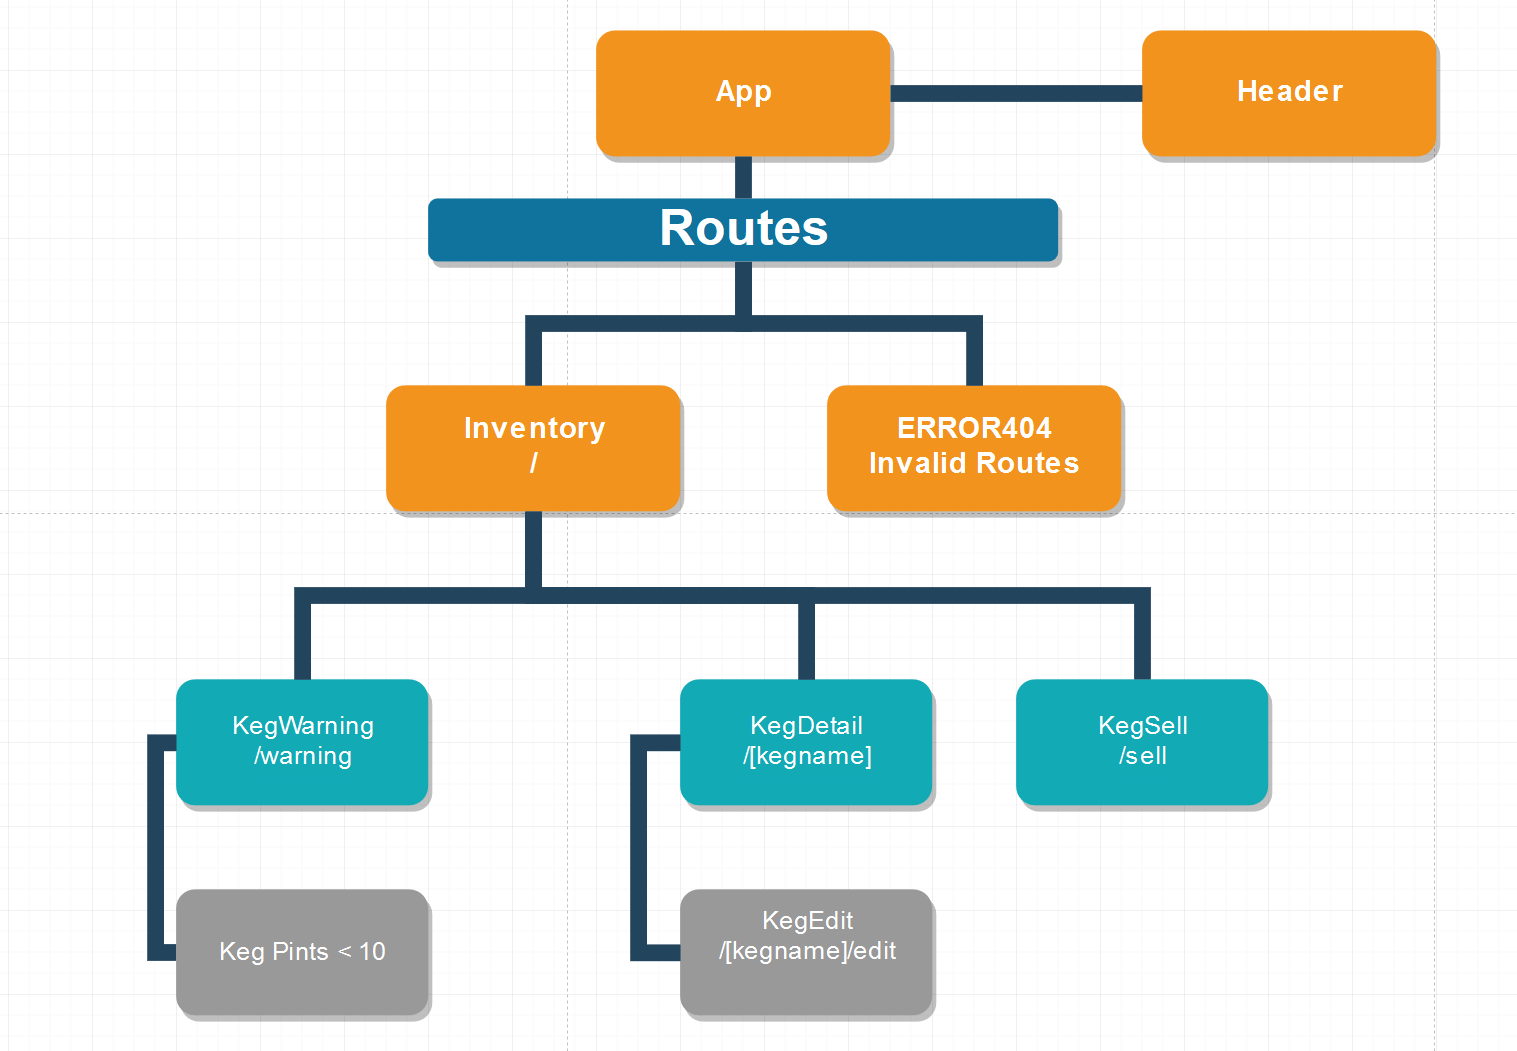 App
Header
Routes
Inventory
/
ERROR404
Invalid Routes
KegWarning
/warning
KegDetail
/[kegname]
KegSell
/sell
Keg Pints < 10
KegEdit
/[kegname]/edit